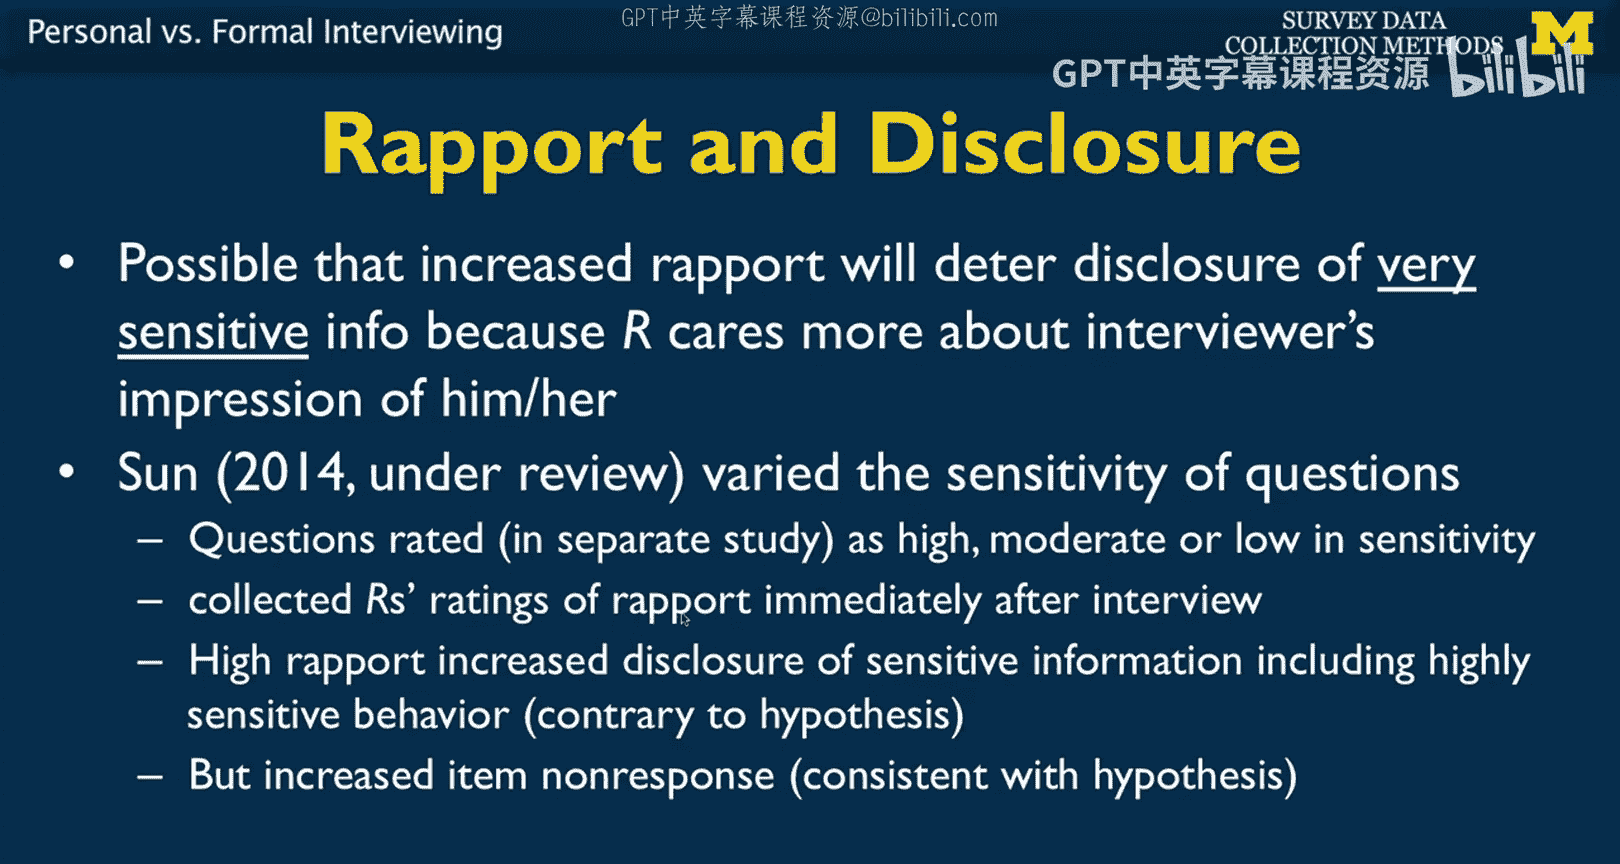 Personal vs. Formal Interviewing
GPT中英字幕课程资源@bilibili.com
SURVEY DATA
COLLECTION METHODS
M
GPT中英字幕课程资源 bilibili
Rapport and Disclosure
• Possible that increased rapport will deter disclosure of very
sensitive info because R cares more about interviewer’s
impression of him/her
• Sun (2014, under review) varied the sensitivity of questions
– Questions rated (in separate study) as high, moderate or low in sensitivity
– collected Rs’ ratings of rapport immediately after interview
– High rapport increased disclosure of sensitive information including highly
sensitive behavior (contrary to hypothesis)
– But increased item nonresponse (consistent with hypothesis)